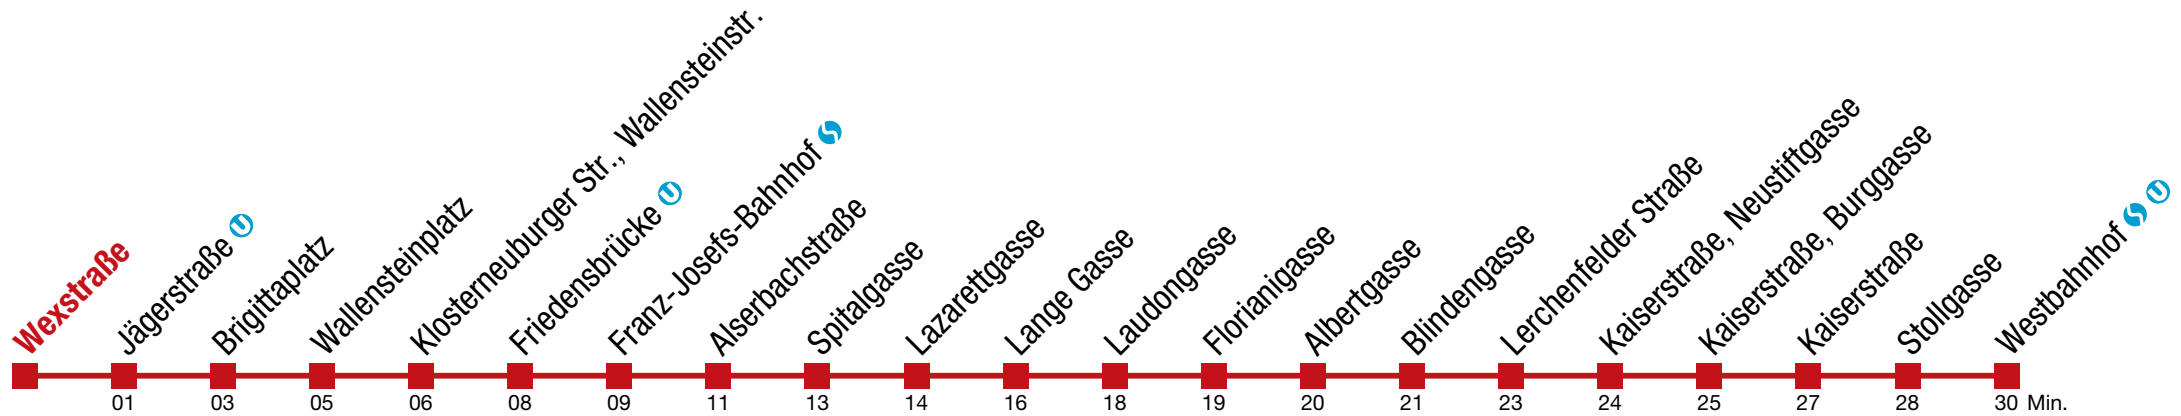 Wexstraße
Jägerstraße U
Brigittaplatz
Wallensteinplatz
Klosterneuburger Str., Wallensteinstr.
Friedensbrücke U
Franz-Josefs-Bahnhof S
Alserbachstraße
Spitalgasse
Lazarettgasse
Lange Gasse
Laudongasse
Florianigasse
Albertgasse
Blindengasse
Lerchenfelder Straße
Kaiserstraße, Neustiftgasse
Kaiserstraße, Burggasse
Kaiserstraße
Stollgasse
Westbahnhof S U
01 03 05 06 08 09 11 13 14 16 18 19 20 21 23 24 25 27 28 30 Min.